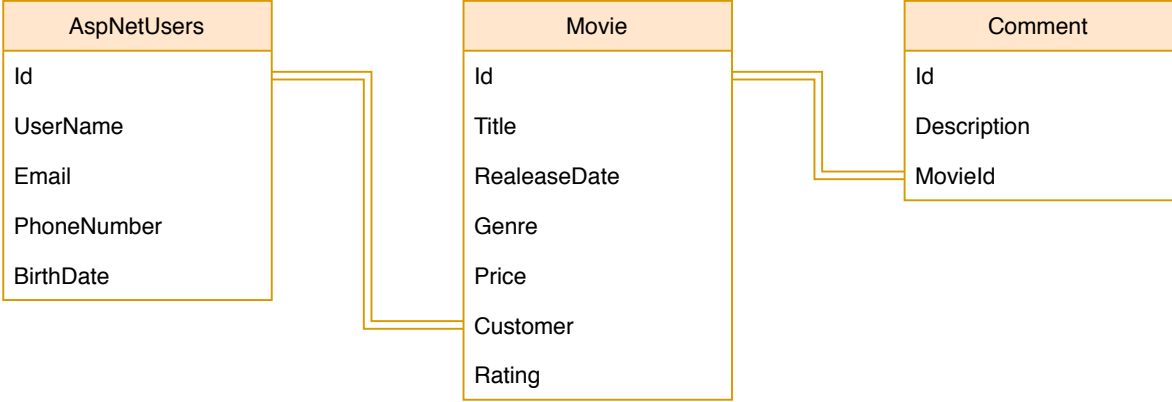 AspNetUsers
Id
UserName
Email
PhoneNumber
BirthDate
Movie
Id
Title
RealeaseDate
Genre
Price
Customer
Rating
Comment
Id
Description
MovieId